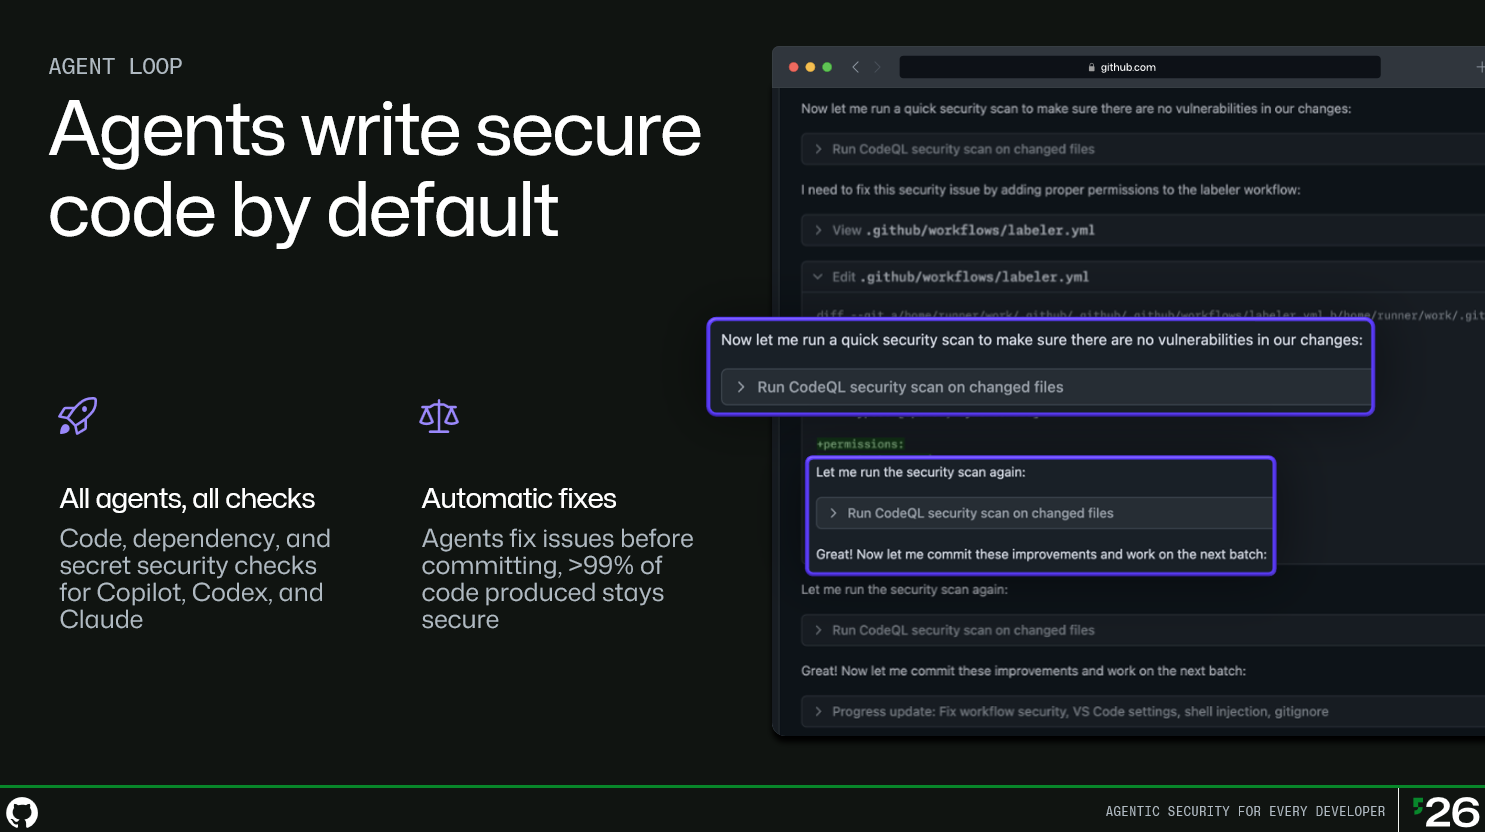 AGENT LOOP
Agents write secure
code by default
All agents, all checks
Code, dependency, and
secret security checks
for Copilot, Codex, and
Claude
Automatic fixes
Agents fix issues before
committing, >99% of
code produced stays
secure
github.com
Now let me run a quick security scan to make sure there are no vulnerabilities in our changes:
Run CodeQL security scan on changed files
I need to fix this security issue by adding proper permissions to the labeler workflow:
View .github/workflows/labeler.yml
Edit .github/workflows/labeler.yml
Now let me run a quick security scan to make sure there are no vulnerabilities in our changes:
Run CodeQL security scan on changed files
+permissions:
Let me run the security scan again:
Run CodeQL security scan on changed files
Great! Now let me commit these improvements and work on the next batch:
Let me run the security scan again:
Run CodeQL security scan on changed files
Great! Now let me commit these improvements and work on the next batch:
Progress update: Fix workflow security, VS Code settings, shell injection, gitignore
AGENTIC SECURITY FOR EVERY DEVELOPER
'26